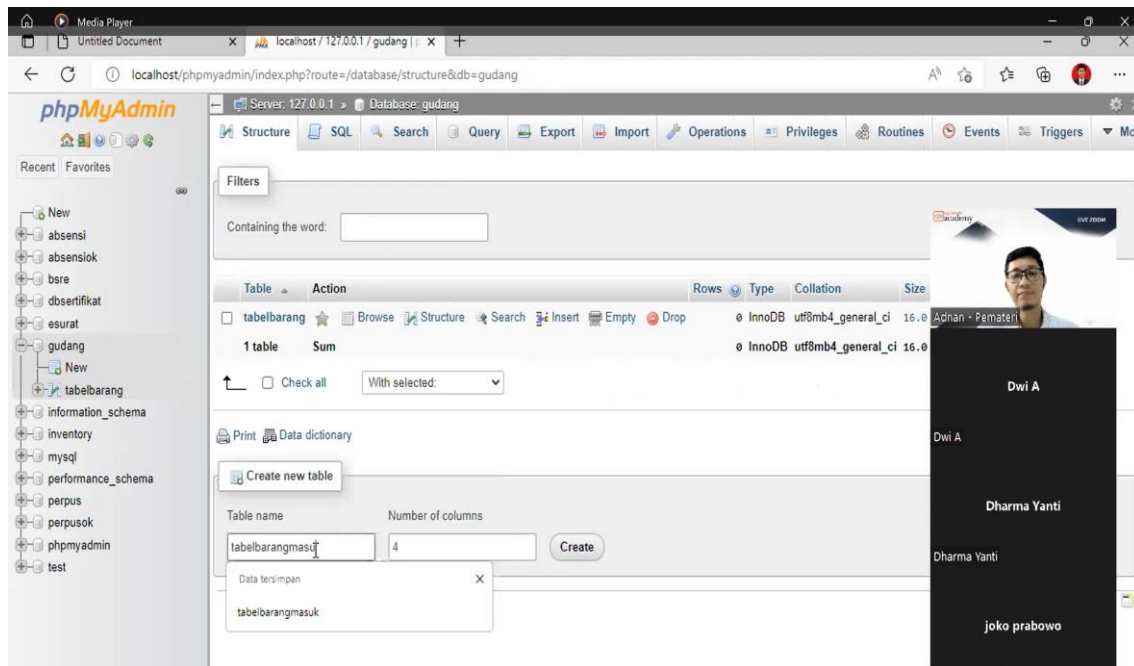 Media Player
Untitled Document
localhost / 127.0.0.1 / gudang | p
localhost/phpmyadmin/index.php?route=/database/structure&db=gudang
phpMyAdmin
Recent Favorites
New
absensi
absensiok
bsre
dbsertifikat
esurat
gudang
New
tabelbarang
information_schema
inventory
mysql
performance_schema
perpus
perpusok
phpmyadmin
test
Server: 127.0.0.1 » Database: gudang
Structure SQL Search Query Export Import Operations Privileges Routines Events Triggers Mo
Filters
Containing the word:
Table Action Rows Type Collation Size
tabelbarang Browse Structure Search Insert Empty Drop 0 InnoDB utf8mb4_general_ci 16.0
1 table Sum 0 InnoDB utf8mb4_general_ci 16.0
Check all With selected:
Print Data dictionary
Create new table
Table name Number of columns
tabelbarangmasu 4 Create
Data tersimpan
tabelbarangmasuk
academy
LIVE ZOOM
Adnan - Pemateri
Dwi A
Dwi A
Dharma Yanti
Dharma Yanti
joko prabowo